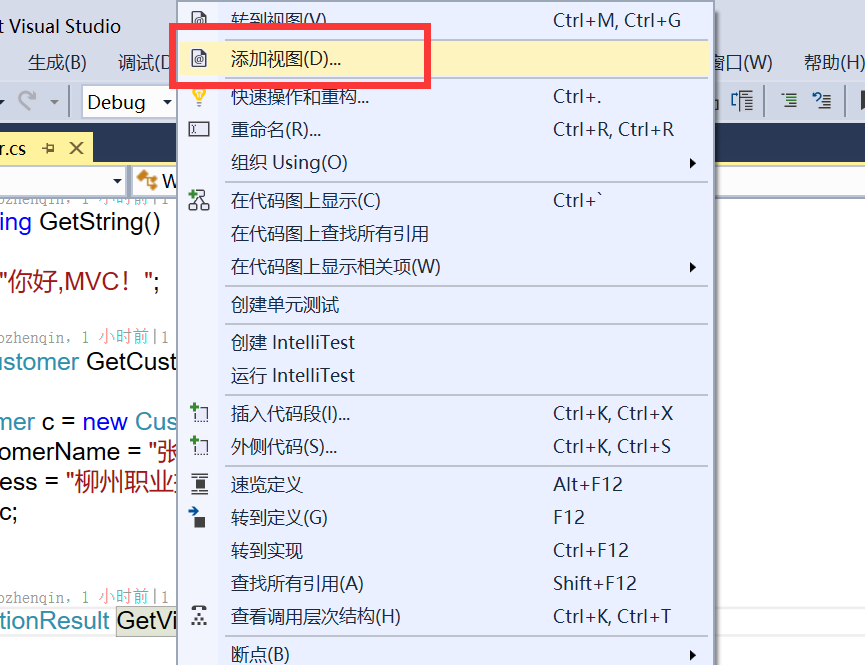 t Visual Studio
转到视图(V) Ctrl+M, Ctrl+G
添加视图(D)...
生成(B) 调试(D 窗口(W) 帮助(H)
快速操作和重构... Ctrl+.
Debug
重命名(R)... Ctrl+R, Ctrl+R
r.cs
组织 Using(O)
W
在代码图上显示(C) Ctrl+`
ozhenqin, 1 小时前|1
ing GetString()
在代码图上查找所有引用
在代码图上显示相关项(W)
"你好,MVC! ";
创建单元测试
ozhenqin, 1 小时前|1
创建 IntelliTest
ustomer GetCust
运行 IntelliTest
插入代码段(I)... Ctrl+K, Ctrl+X
mer c = new Cus
外侧代码(S)... Ctrl+K, Ctrl+S
omerName = "张
速览定义 Alt+F12
ess = "柳州职业
转到定义(G) F12
c;
转到实现 Ctrl+F12
查找所有引用(A) Shift+F12
ozhenqin, 1 小时前|1
查看调用层次结构(H) Ctrl+K, Ctrl+T
tionResult GetVi
断点(B)